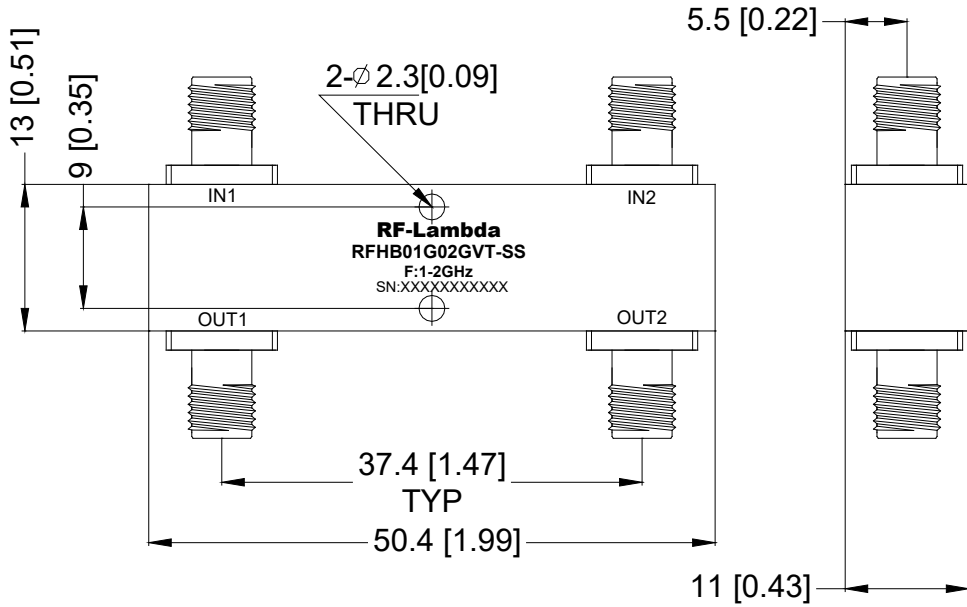 5.5 [0.22]
2-⌀ 2.3[0.09]
THRU
13 [0.51]
9 [0.35]
IN1
IN2
RF-Lambda
RFHB01G02GVT-SS
F:1-2GHz
SN:XXXXXXXXXXX
OUT1
OUT2
37.4 [1.47]
TYP
50.4 [1.99]
11 [0.43]